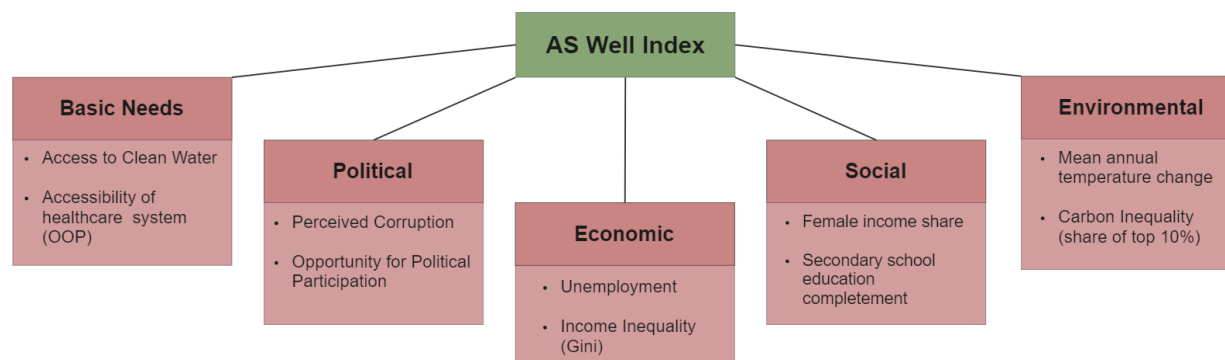 AS Well Index
Basic Needs
• Access to Clean Water
• Accessibility of
healthcare system
(OOP)
Political
• Perceived Corruption
• Opportunity for Political
Participation
Economic
• Unemployment
• Income Inequality
(Gini)
Social
• Female income share
• Secondary school
education
completement
Environmental
• Mean annual
temperature change
• Carbon Inequality
(share of top 10%)